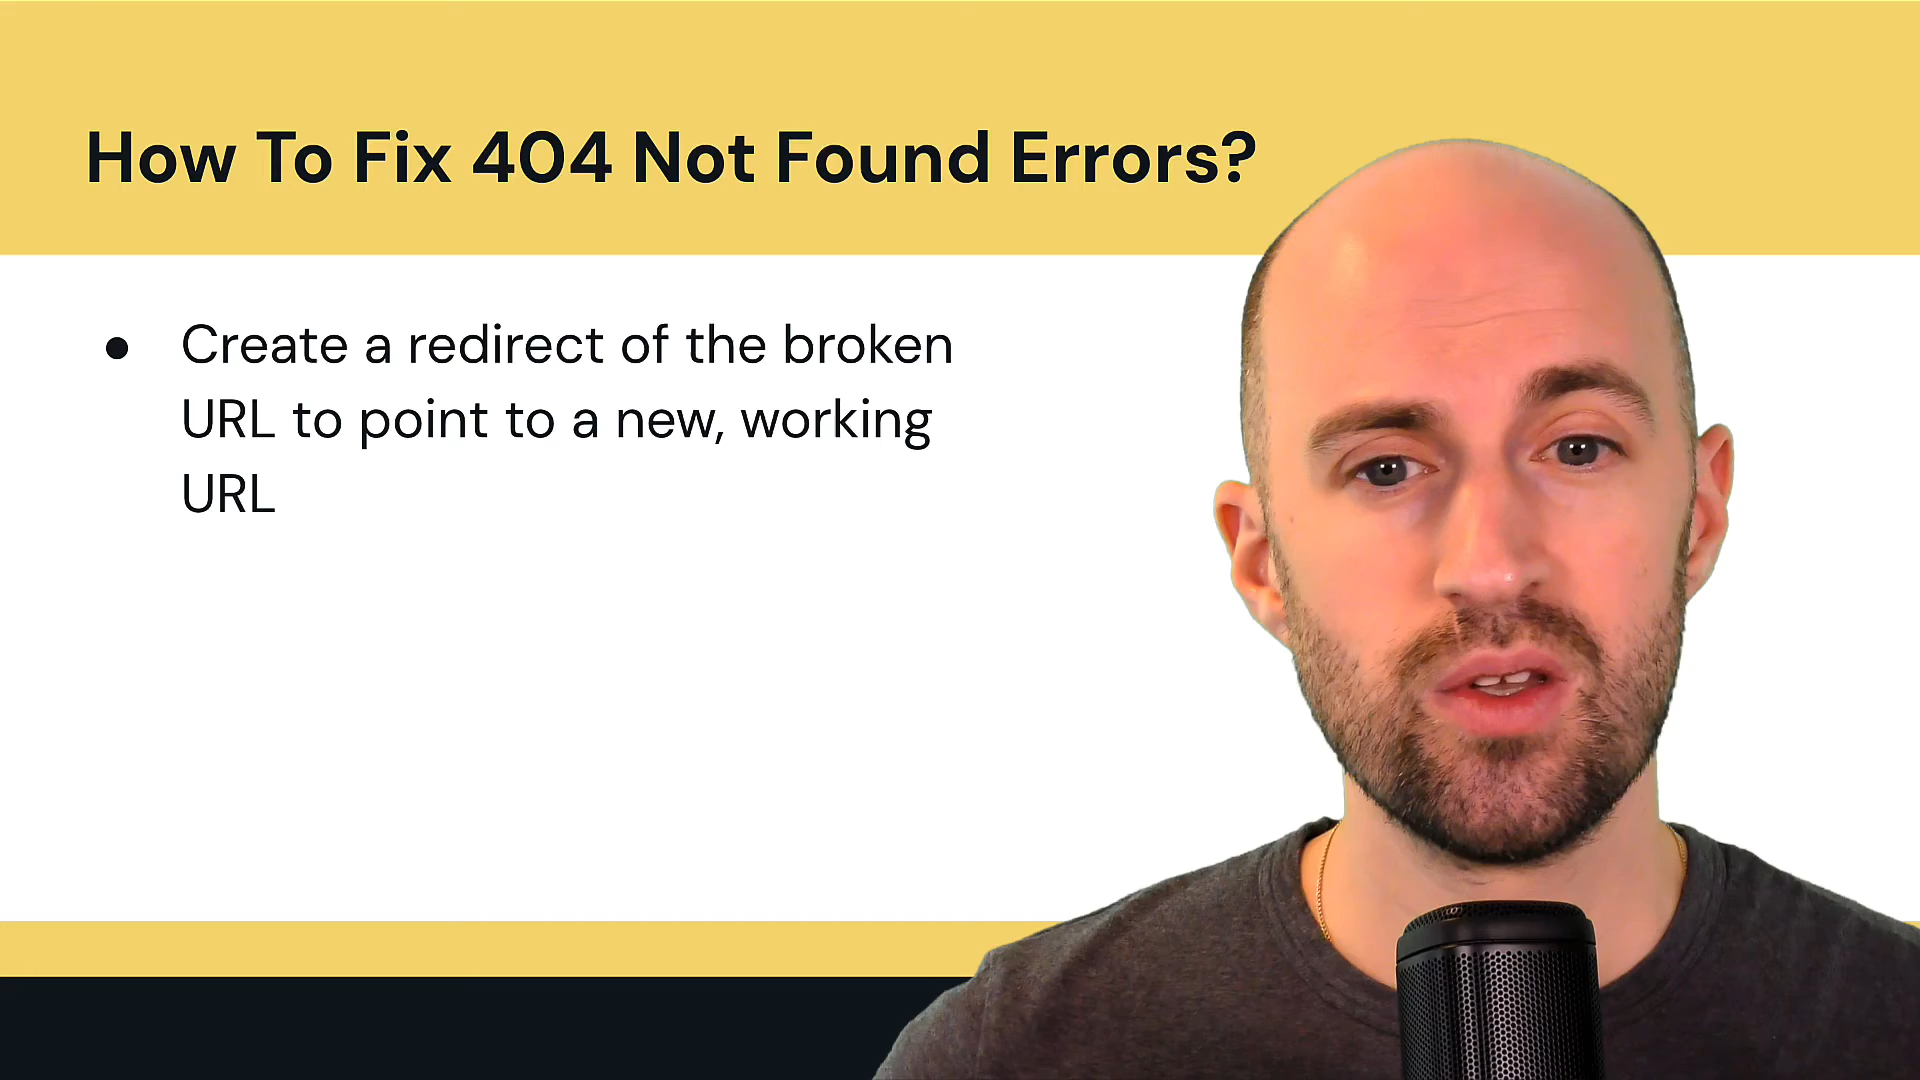 How To Fix 404 Not Found Errors?
● Create a redirect of the broken
URL to point to a new, working
URL